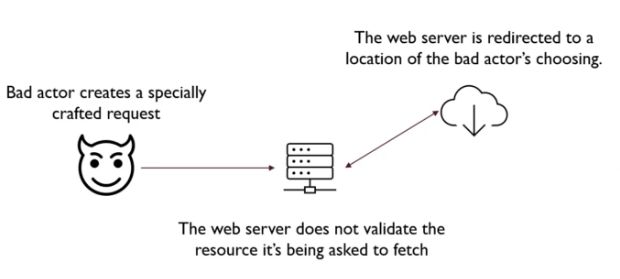 The web server is redirected to a
location of the bad actor's choosing.
Bad actor creates a specially
crafted request
The web server does not validate the
resource it's being asked to fetch